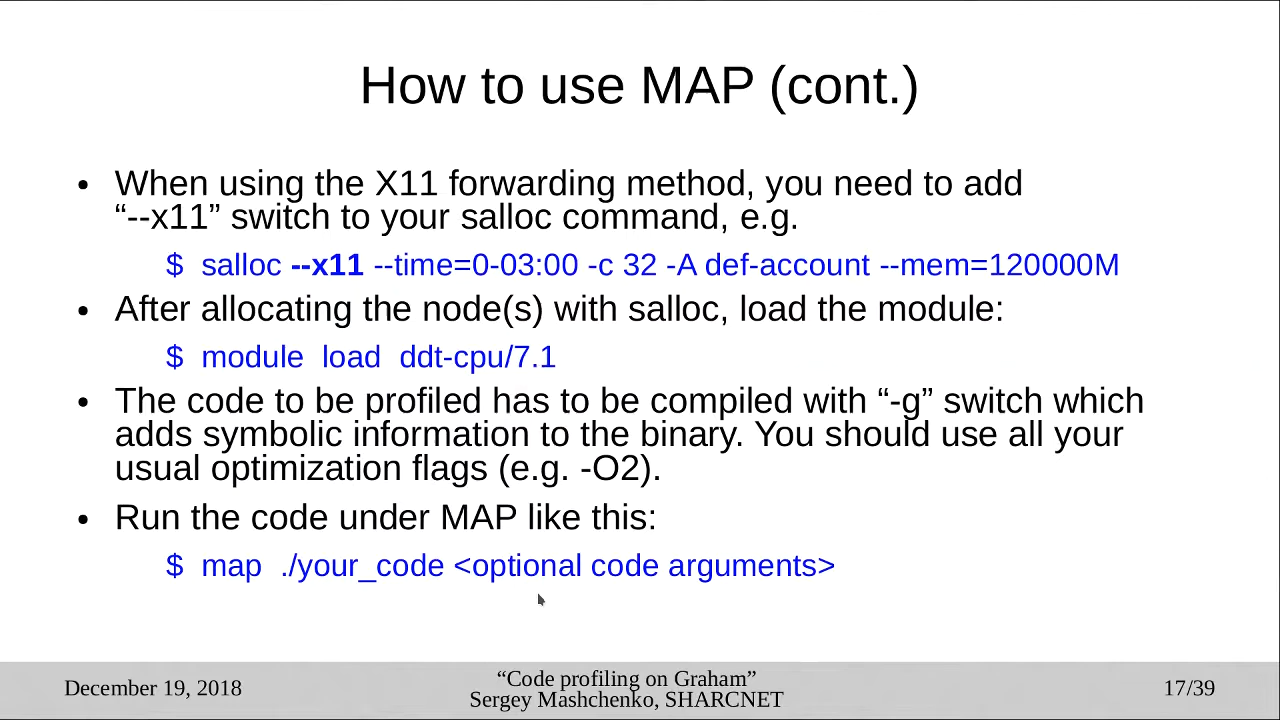 How to use MAP (cont.)
• When using the X11 forwarding method, you need to add
“--x11” switch to your salloc command, e.g.
$ salloc --x11 --time=0-03:00 -c 32 -A def-account --mem=120000M
• After allocating the node(s) with salloc, load the module:
$ module load ddt-cpu/7.1
• The code to be profiled has to be compiled with “-g” switch which
adds symbolic information to the binary. You should use all your
usual optimization flags (e.g. -O2).
• Run the code under MAP like this:
$ map ./your_code <optional code arguments>
December 19, 2018
“Code profiling on Graham”
Sergey Mashchenko, SHARCNET
17/39